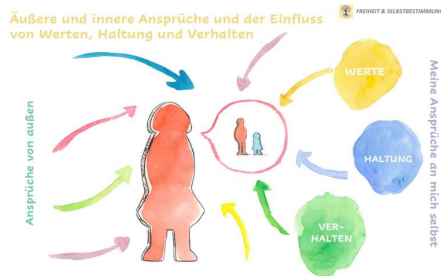 Äußere und innere Ansprüche und der Einfluss
von Werten, Haltung und Verhalten
FREIHEIT & SELBSTBESTIMMUNG
Ansprüche von außen
WERTE
HALTUNG
VER-
HALTEN
Meine Ansprüche an mich selbst